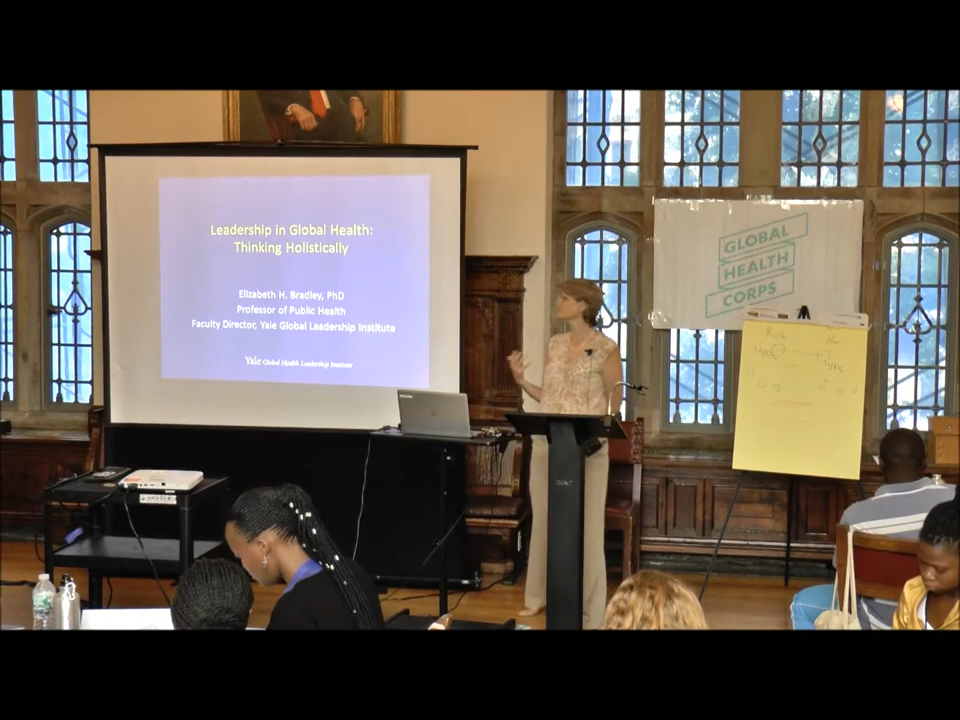 Leadership in Global Health:
Thinking Holistically
Elizabeth H. Bradley, PhD
Professor of Public Health
Faculty Director, Yale Global Leadership Institute
Yale Global Health Leadership Institute
GLOBAL
HEALTH
CORPS